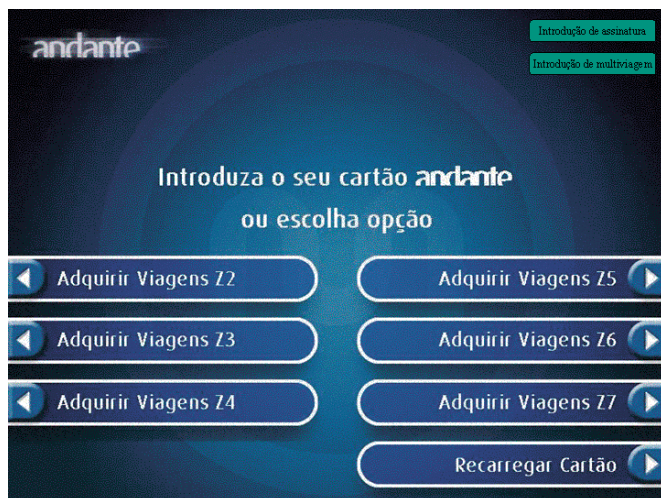 andante
Introdução de assinatura
Introdução de multiviagem
Introduza o seu cartão andante
ou escolha opção
Adquirir Viagens Z2
Adquirir Viagens Z5
Adquirir Viagens Z3
Adquirir Viagens Z6
Adquirir Viagens Z4
Adquirir Viagens Z7
Recarregar Cartão